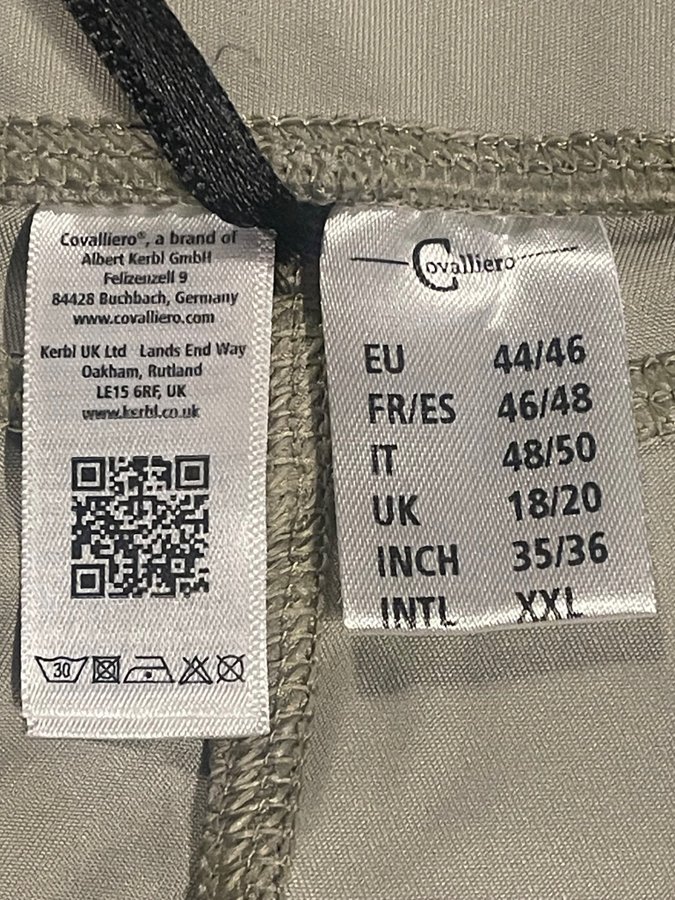 Covalliero®, a brand of
Albert Kerbl GmbH
Felizenzell 9
84428 Buchbach, Germany
www.covalliero.com
Kerbl UK Ltd Lands End Way
Oakham, Rutland
LE15 6RF, UK
www.kerbl.co.uk
30
Covalliero
EU 44/46
FR/ES 46/48
IT 48/50
UK 18/20
INCH 35/36
INTL XXL